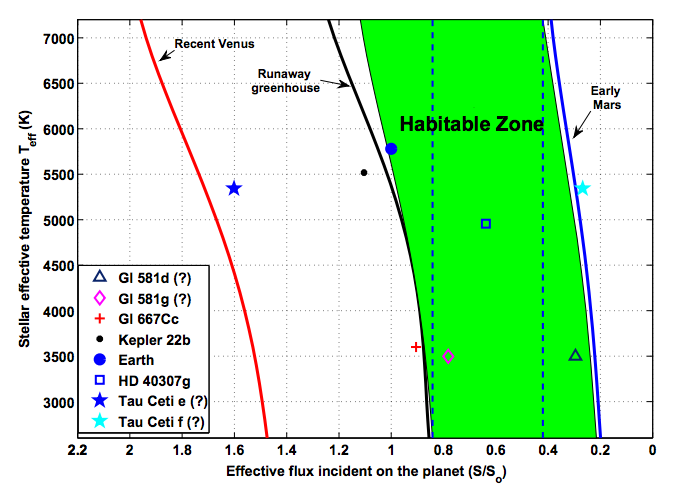 7000
6500
6000
5500
5000
4500
4000
3500
3000
Stellar effective temperature T_eff (K)
Recent Venus
Runaway
greenhouse
Early
Mars
Habitable Zone
Gl 581d (?)
Gl 581g (?)
Gl 667Cc
Kepler 22b
Earth
HD 40307g
Tau Ceti e (?)
Tau Ceti f (?)
2.2 2 1.8 1.6 1.4 1.2 1 0.8 0.6 0.4 0.2 0
Effective flux incident on the planet (S/S_o)